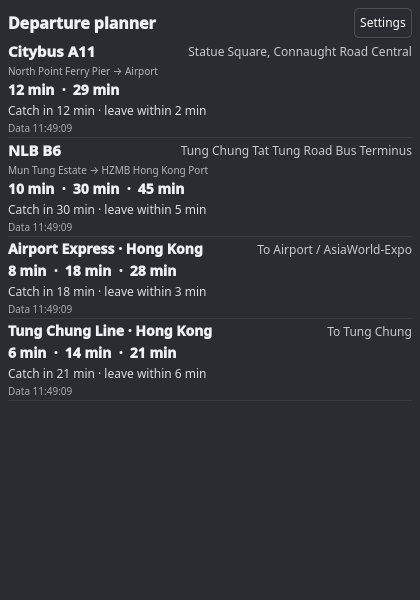 Departure planner
Settings
Citybus A11
Statue Square, Connaught Road Central
North Point Ferry Pier → Airport
12 min · 29 min
Catch in 12 min · leave within 2 min
Data 11:49:09
NLB B6
Tung Chung Tat Tung Road Bus Terminus
Mun Tung Estate → HZMB Hong Kong Port
10 min · 30 min · 45 min
Catch in 30 min · leave within 5 min
Data 11:49:09
Airport Express · Hong Kong
To Airport / AsiaWorld-Expo
8 min · 18 min · 28 min
Catch in 18 min · leave within 3 min
Data 11:49:09
Tung Chung Line · Hong Kong
To Tung Chung
6 min · 14 min · 21 min
Catch in 21 min · leave within 6 min
Data 11:49:09